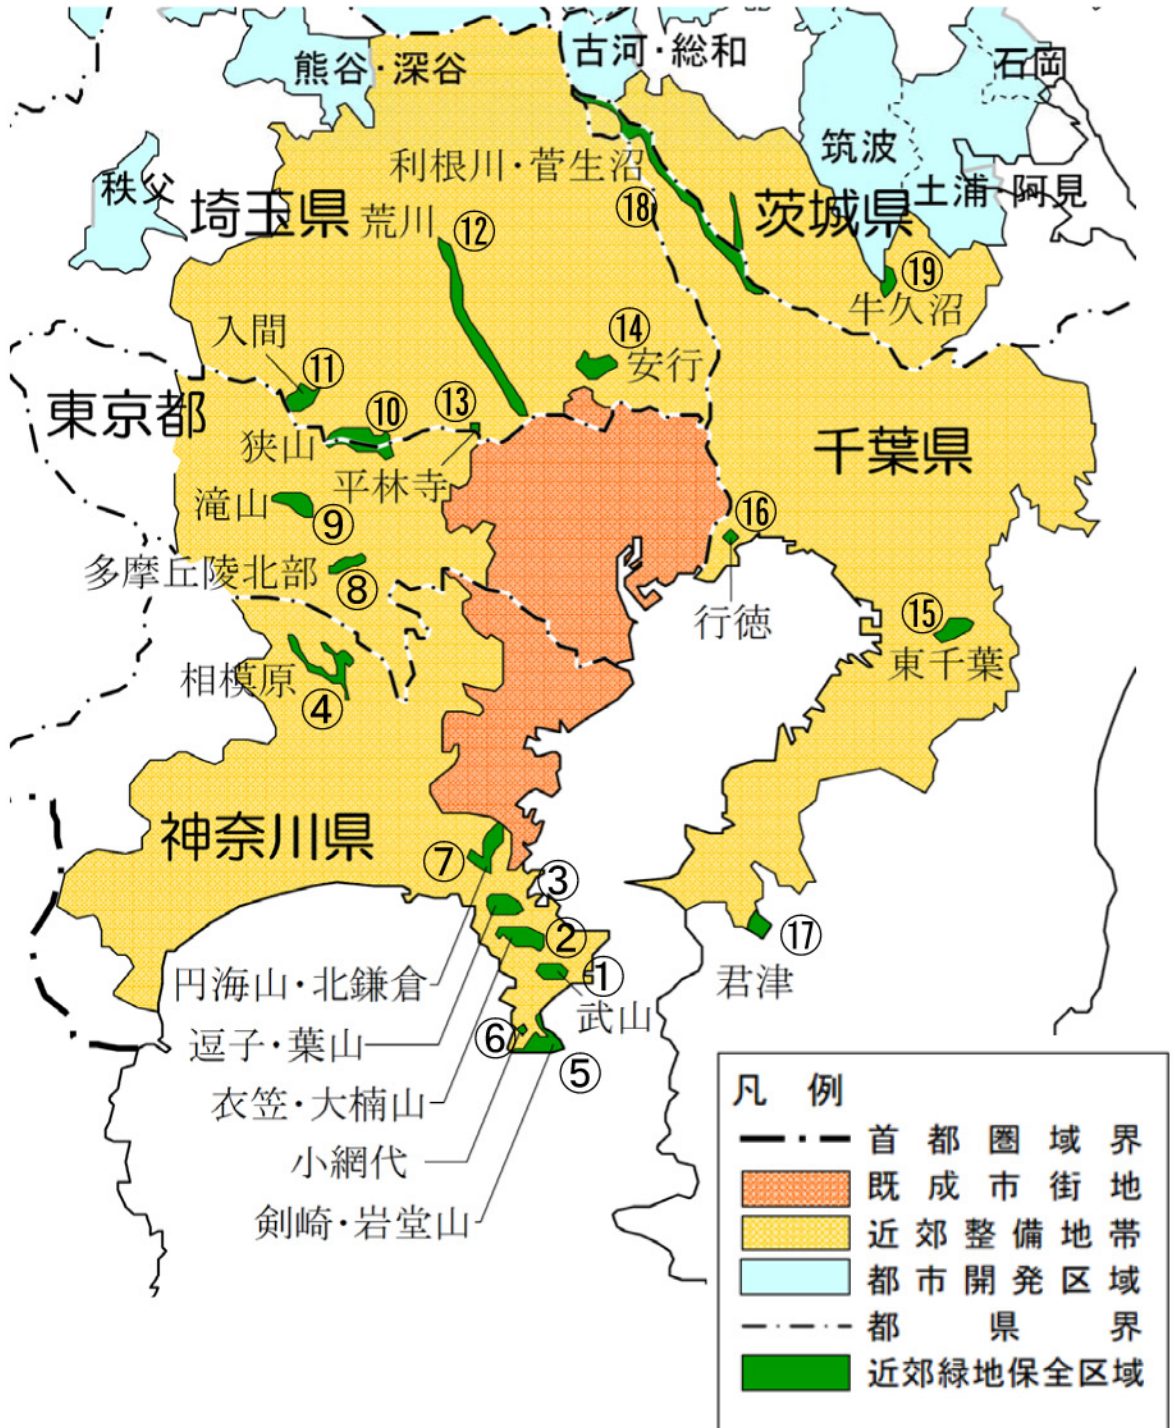 熊谷・深谷
古河・総和
石岡
筑波
利根川・菅生沼
秩父
埼玉県
荒川
⑫
⑱
茨城県
土浦・阿見
⑲
牛久沼
入間
⑪
⑭
安行
東京都
⑩
⑬
狭山
平林寺
千葉県
滝山
⑨
⑯
多摩丘陵北部
⑧
行徳
⑮
東千葉
相模原
④
神奈川県
⑦
③
②
⑰
君津
円海山・北鎌倉
①
武山
逗子・葉山
⑥
⑤
衣笠・大楠山
小網代
剣崎・岩堂山
凡 例
首都圏域界
既成市街地
近郊整備地帯
都市開発区域
都県界
近郊緑地保全区域